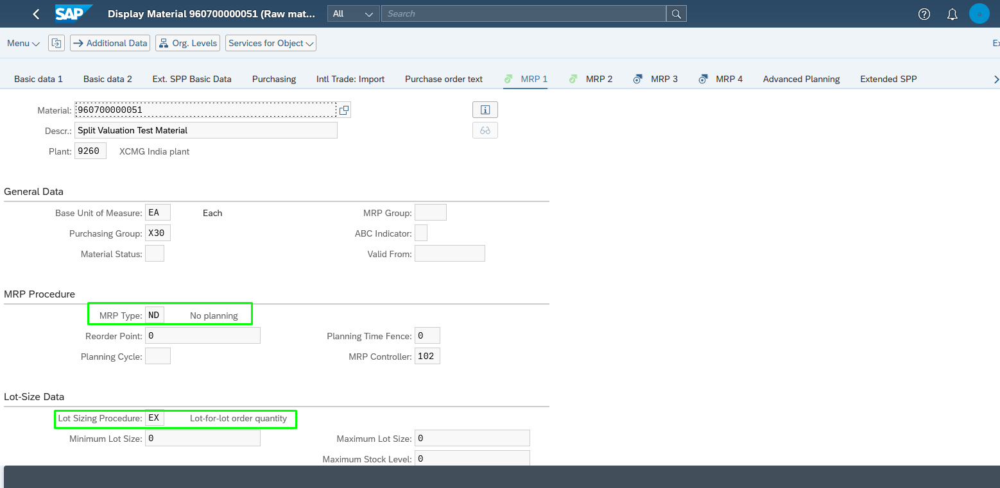 SAP Display Material 960700000051 (Raw mat... All Search
Menu Additional Data Org. Levels Services for Object Ex
Basic data 1 Basic data 2 Ext. SPP Basic Data Purchasing Intl Trade: Import Purchase order text MRP 1 MRP 2 MRP 3 MRP 4 Advanced Planning Extended SPP
Material: 960700000051
Descr.: Split Valuation Test Material
Plant: 9260 XCMG India plant
General Data
Base Unit of Measure: EA Each MRP Group:
Purchasing Group: X30 ABC Indicator:
Material Status: Valid From:
MRP Procedure
MRP Type: ND No planning
Reorder Point: 0 Planning Time Fence: 0
Planning Cycle: MRP Controller: 102
Lot-Size Data
Lot Sizing Procedure: EX Lot-for-lot order quantity
Minimum Lot Size: 0 Maximum Lot Size: 0
Maximum Stock Level: 0